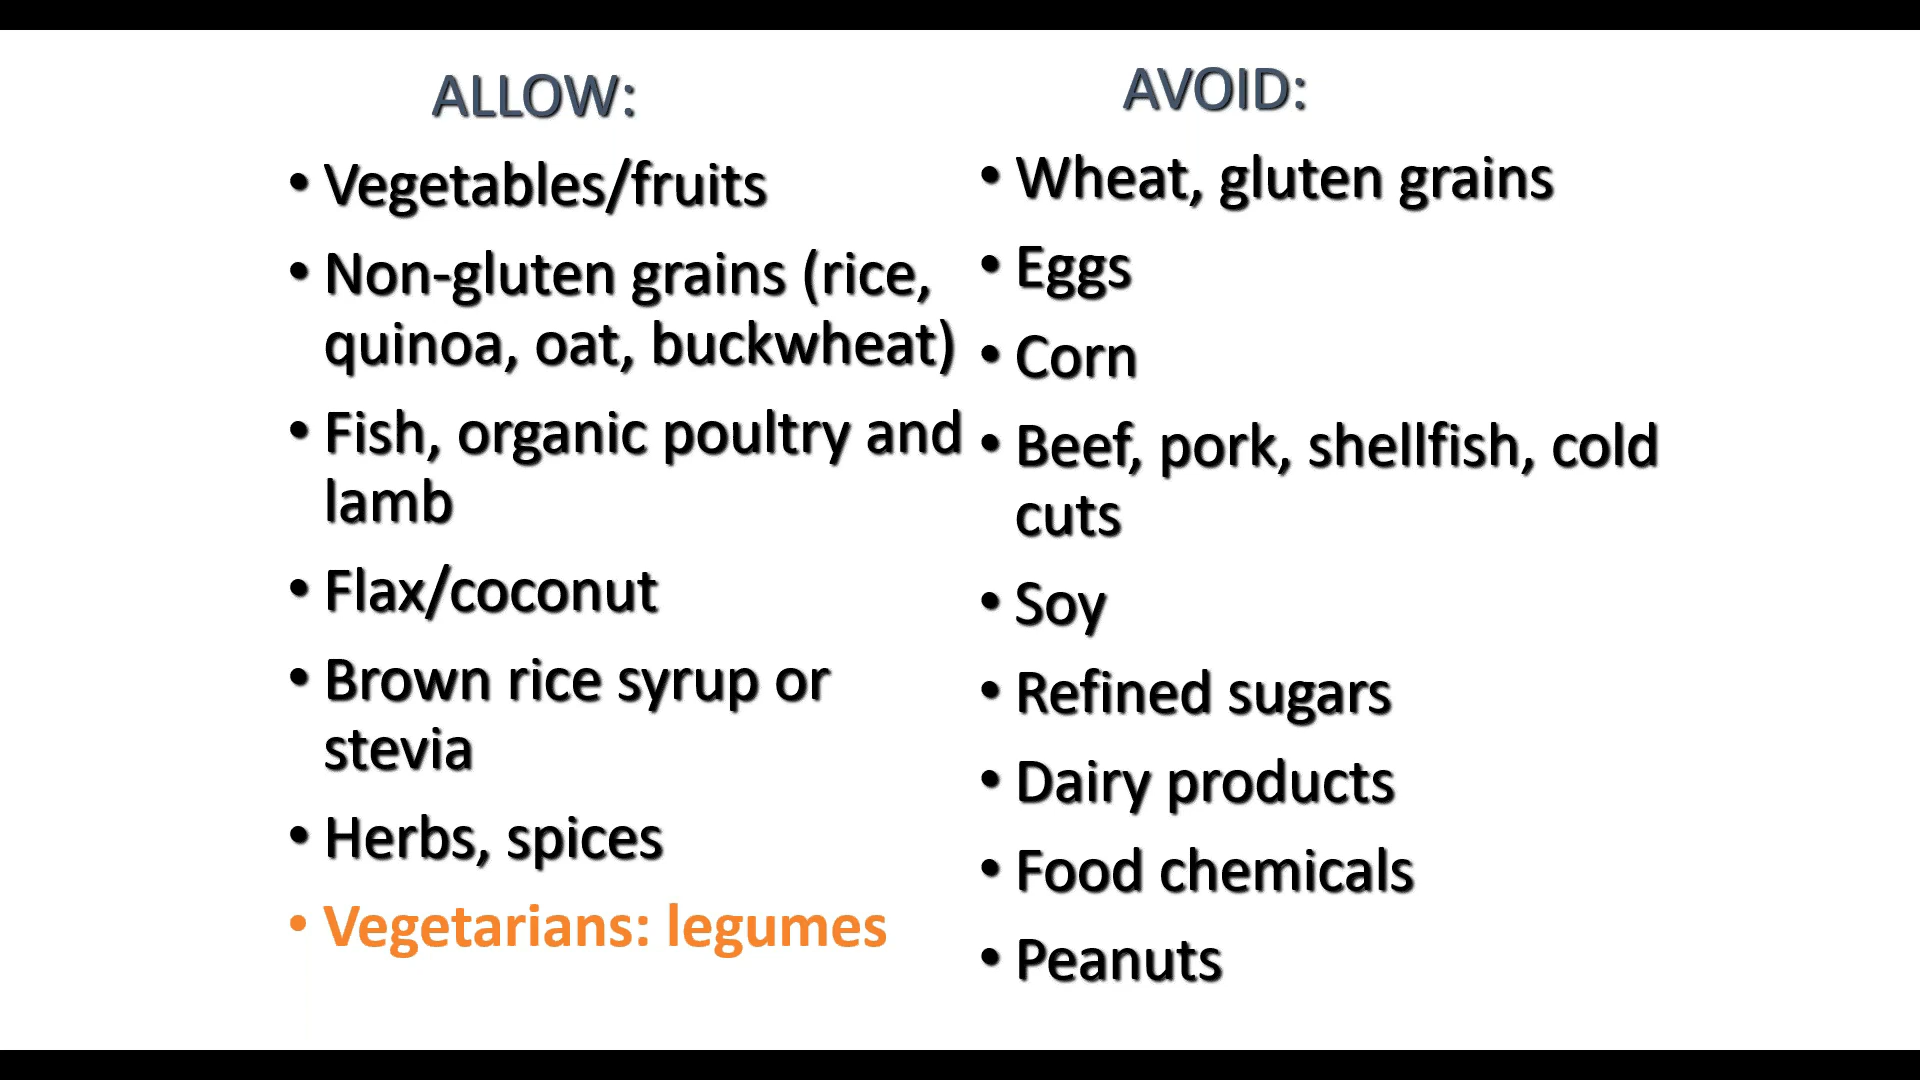 ALLOW:
• Vegetables/fruits
• Non-gluten grains (rice,
quinoa, oat, buckwheat)
• Fish, organic poultry and
lamb
• Flax/coconut
• Brown rice syrup or
stevia
• Herbs, spices
• Vegetarians: legumes
AVOID:
• Wheat, gluten grains
• Eggs
• Corn
• Beef, pork, shellfish, cold
cuts
• Soy
• Refined sugars
• Dairy products
• Food chemicals
• Peanuts